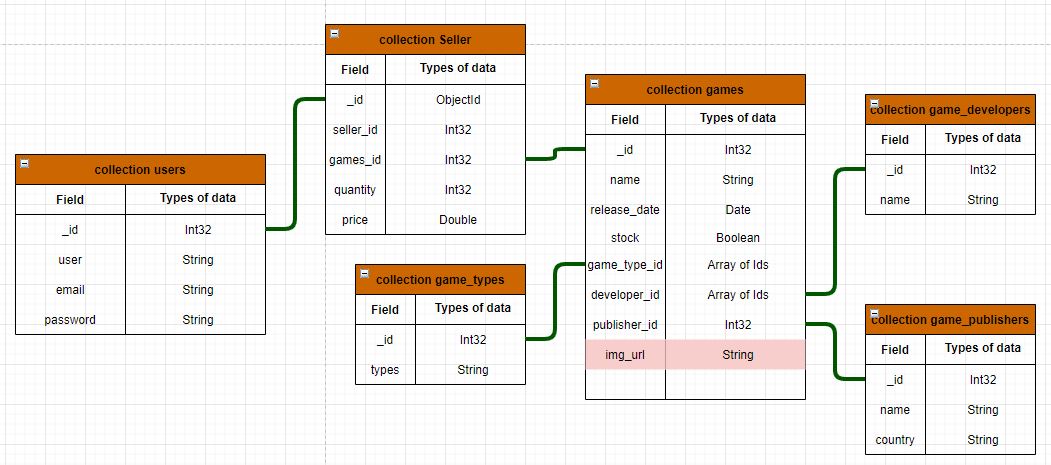 collection users
Field Types of data
_id Int32
user String
email String
password String
collection Seller
Field Types of data
_id ObjectId
seller_id Int32
games_id Int32
quantity Int32
price Double
collection game_types
Field Types of data
_id Int32
types String
collection games
Field Types of data
_id Int32
name String
release_date Date
stock Boolean
game_type_id Array of Ids
developer_id Array of Ids
publisher_id Int32
img_url String
collection game_developers
Field Types of data
_id Int32
name String
collection game_publishers
Field Types of data
_id Int32
name String
country String